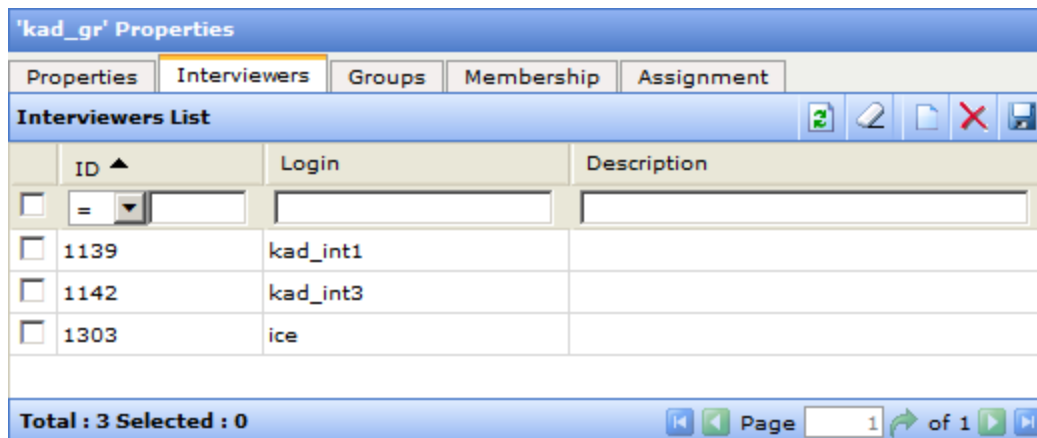 'kad_gr' Properties
Properties Interviewers Groups Membership Assignment
Interviewers List
ID Login Description
=
1139 kad_int1
1142 kad_int3
1303 ice
Total : 3 Selected : 0 Page 1 of 1